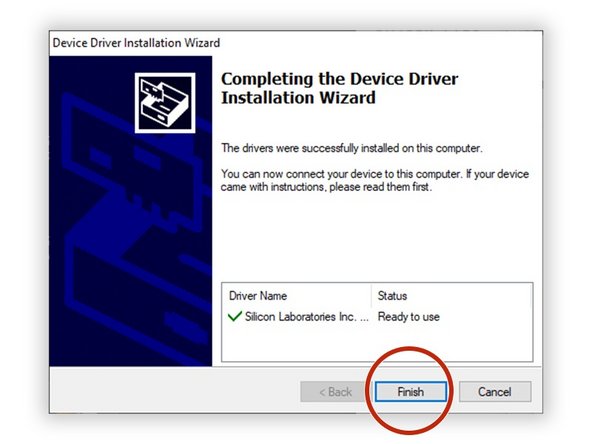 Device Driver Installation Wizard
Completing the Device Driver
Installation Wizard
The drivers were successfully installed on this computer.
You can now connect your device to this computer. If your device
came with instructions, please read them first.
Driver Name Status
Silicon Laboratories Inc. ... Ready to use
< Back Finish Cancel